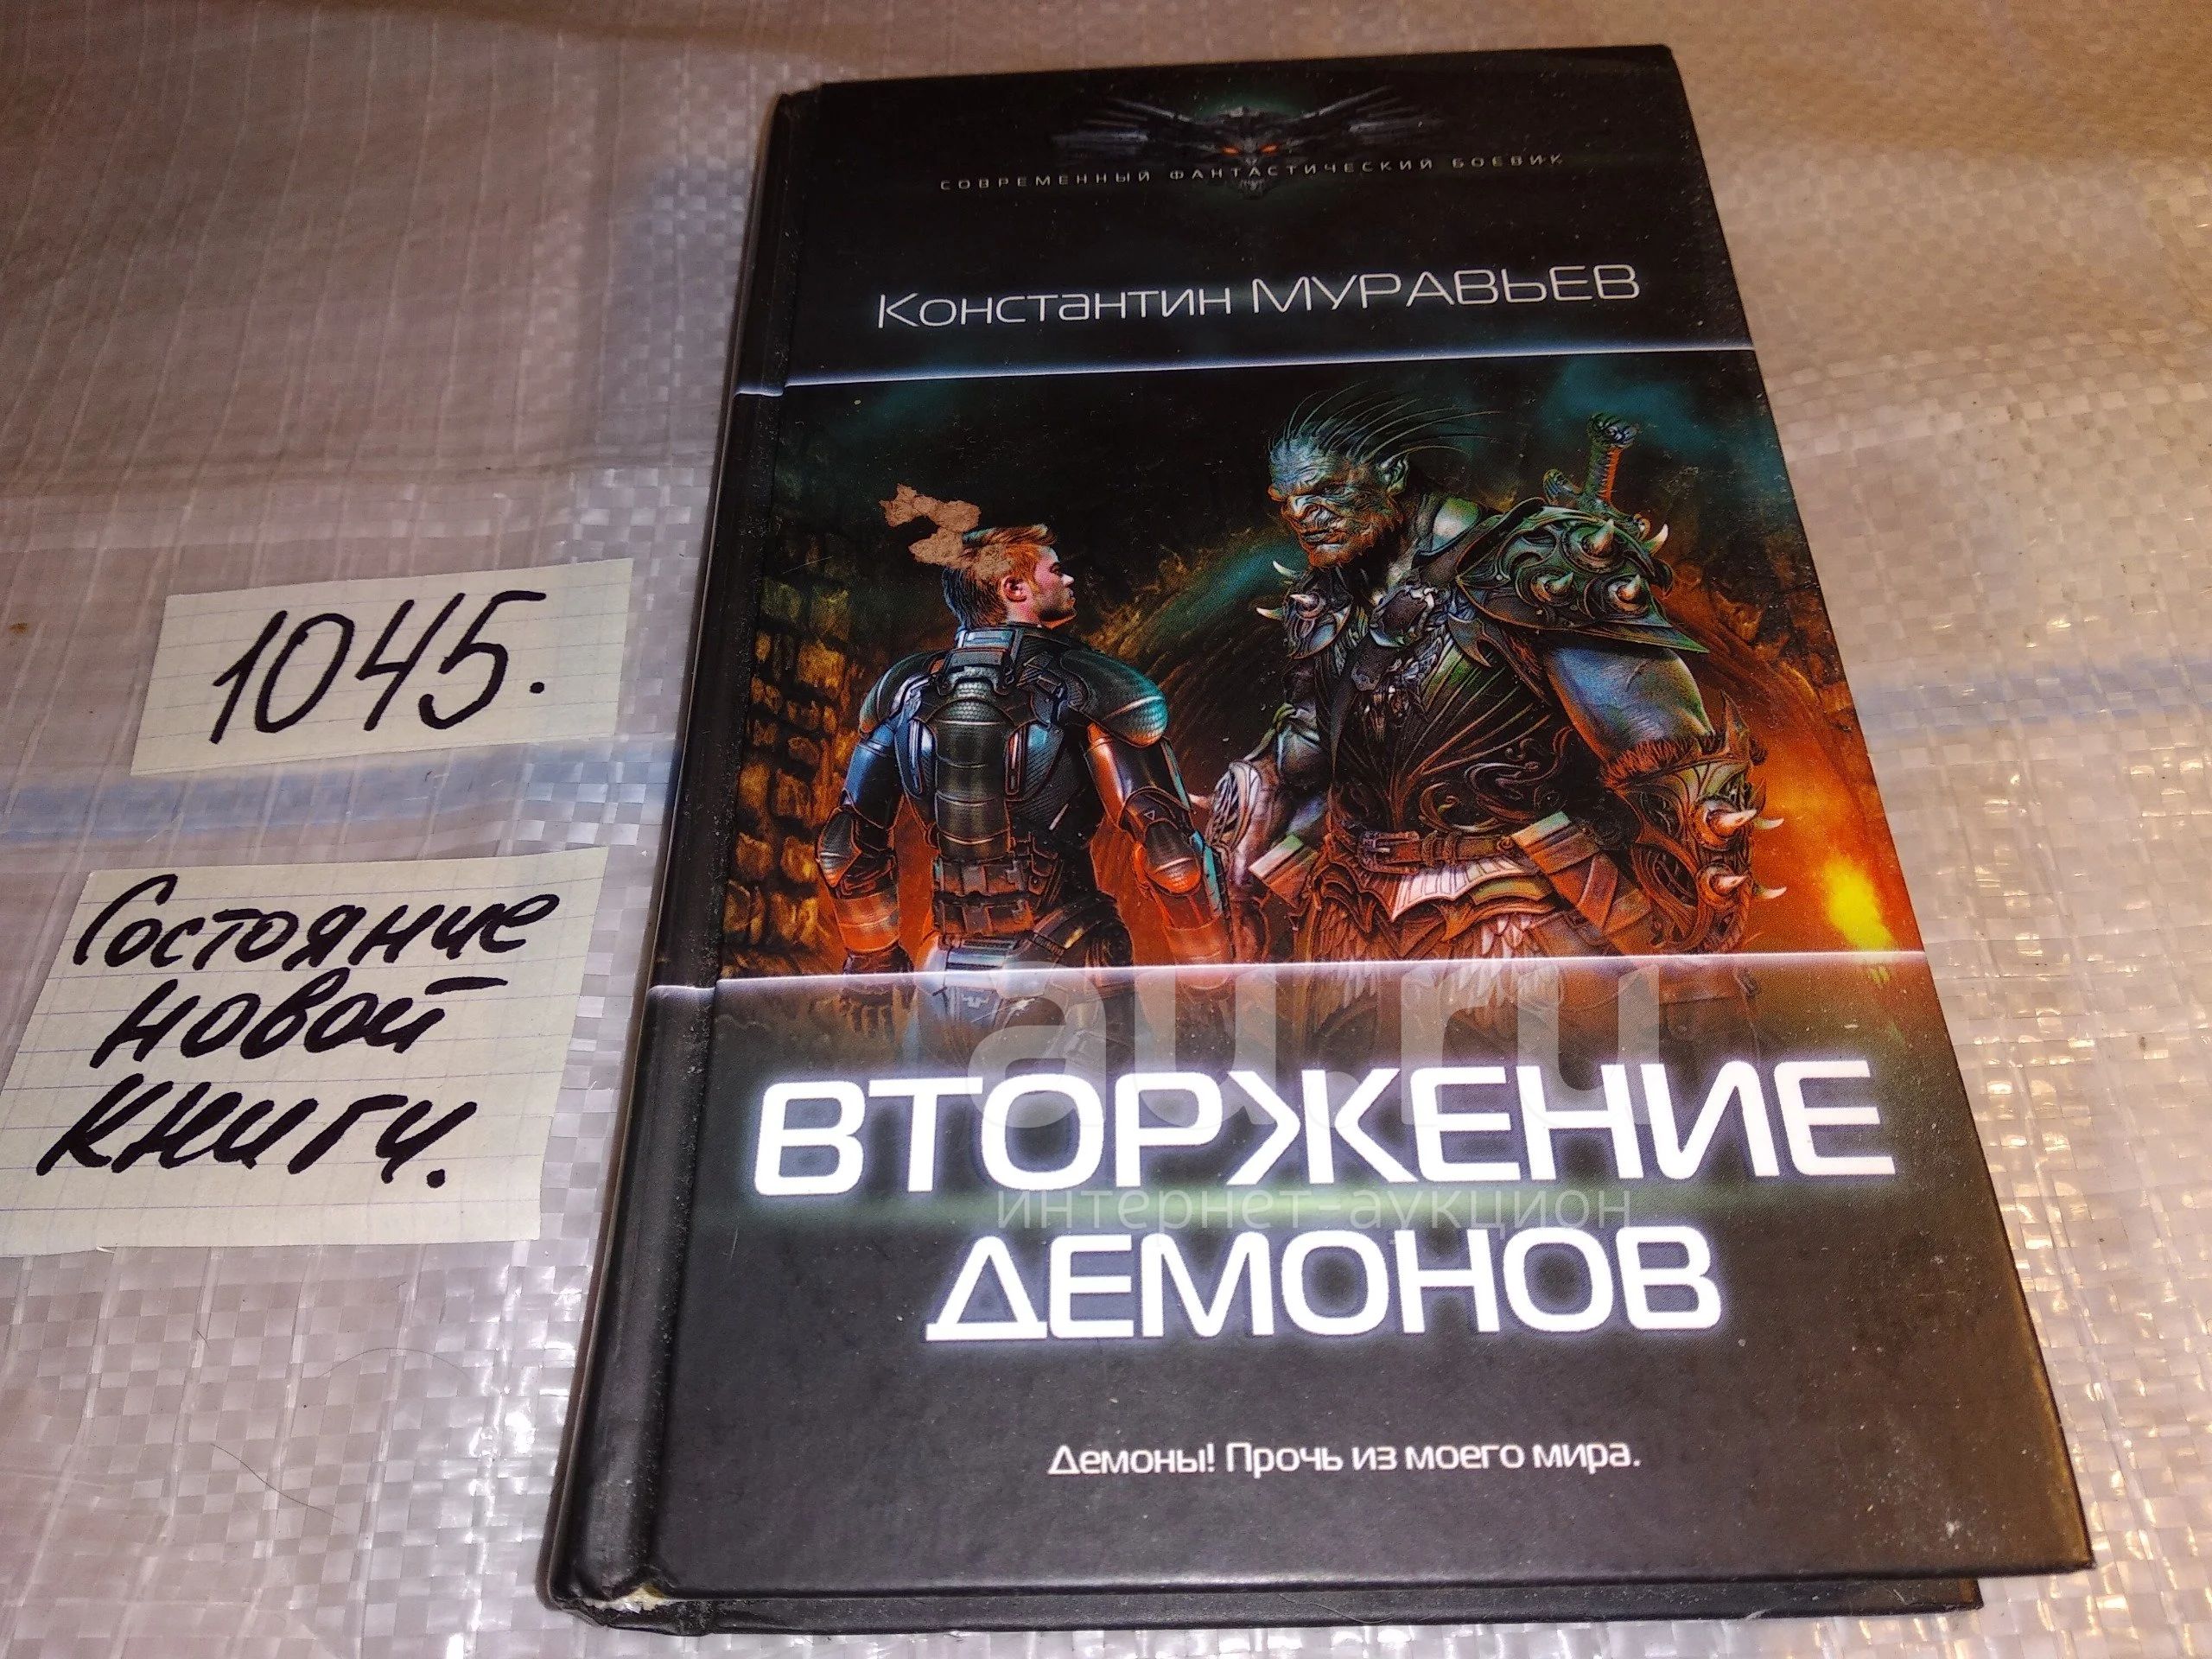 СОВРЕМЕННЫЙ ФАНТАСТИЧЕСКИЙ БОЕВИК
Константин МУРАВЬЕВ
1045.
Состояние
новой
книги.
au.ru
ВТОРЖЕНИЕ
интернет-аукцион
ДЕМОНОВ
Демоны! Прочь из моего мира.